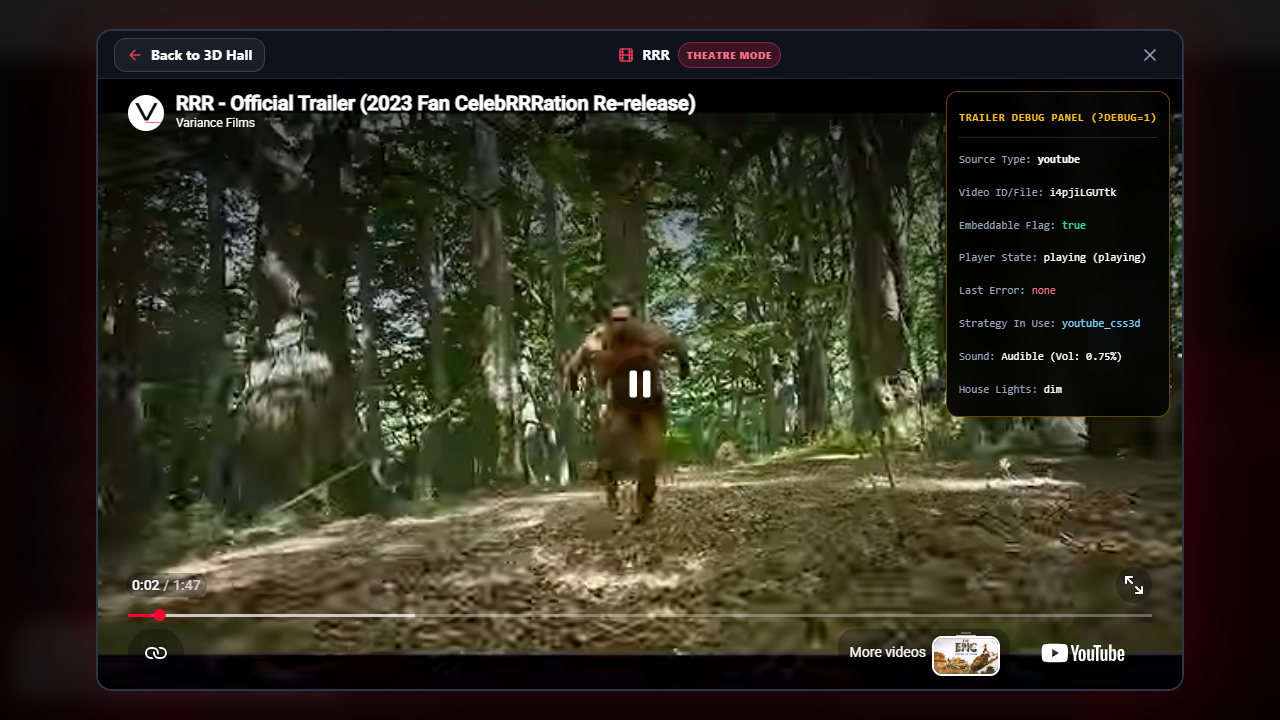 Back to 3D Hall
RRR
THEATRE MODE
RRR - Official Trailer (2023 Fan CelebRRRation Re-release)
Variance Films
TRAILER DEBUG PANEL (?DEBUG=1)
Source Type: youtube
Video ID/File: i4pjiLGUTtk
Embeddable Flag: true
Player State: playing (playing)
Last Error: none
Strategy In Use: youtube_css3d
Sound: Audible (Vol: 0.75%)
House Lights: dim
0:02 / 1:47
More videos
EPIC
YouTube